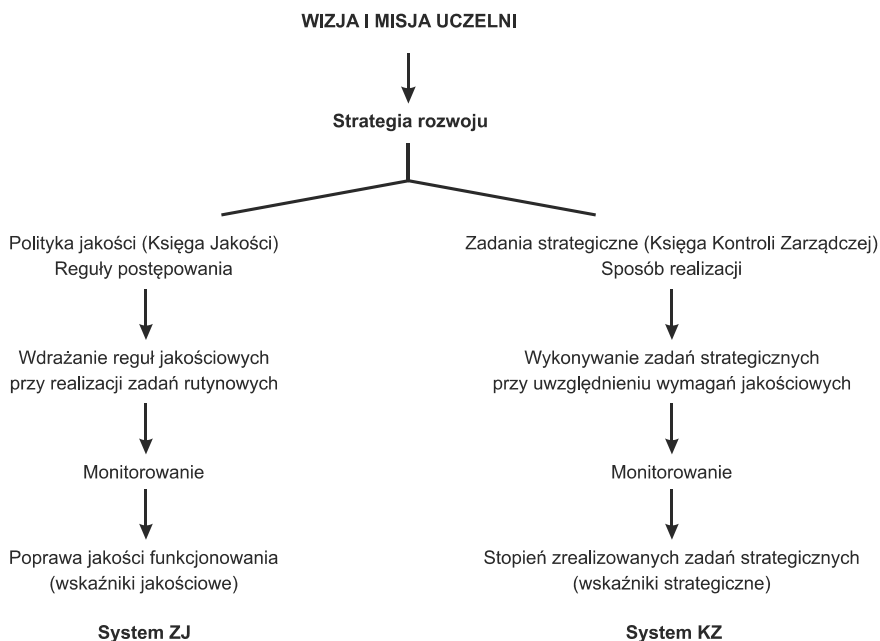 WIZJA I MISJA UCZELNI
Strategia rozwoju
Polityka jakości (Księga Jakości)
Reguły postępowania
Wdrażanie reguł jakościowych
przy realizacji zadań rutynowych
Monitorowanie
Poprawa jakości funkcjonowania
(wskaźniki jakościowe)
System ZJ
Zadania strategiczne (Księga Kontroli Zarządczej)
Sposób realizacji
Wykonywanie zadań strategicznych
przy uwzględnieniu wymagań jakościowych
Monitorowanie
Stopień zrealizowanych zadań strategicznych
(wskaźniki strategiczne)
System KZ